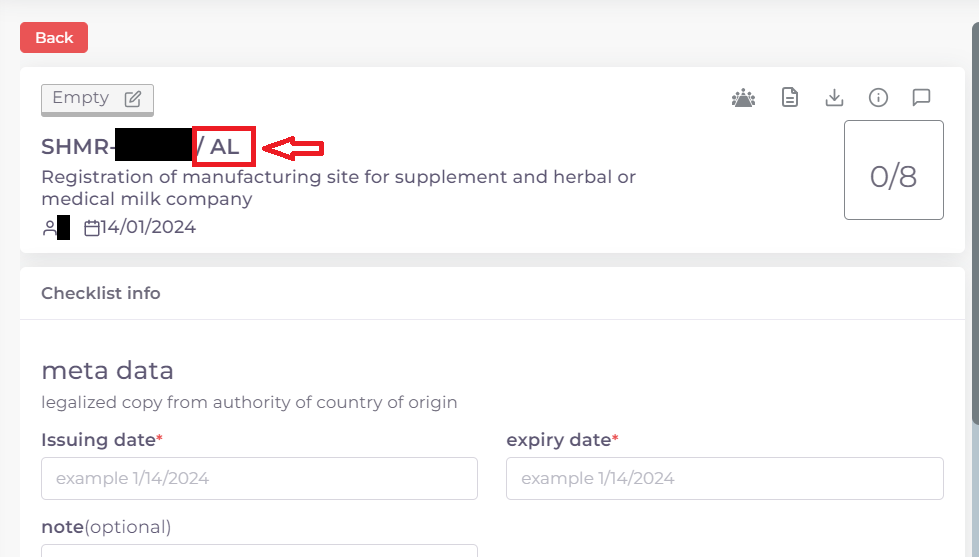 Back
Empty
SHMR- / AL
Registration of manufacturing site for supplement and herbal or
medical milk company
14/01/2024
0/8
Checklist info
meta data
legalized copy from authority of country of origin
Issuing date* expiry date*
example 1/14/2024 example 1/14/2024
note(optional)